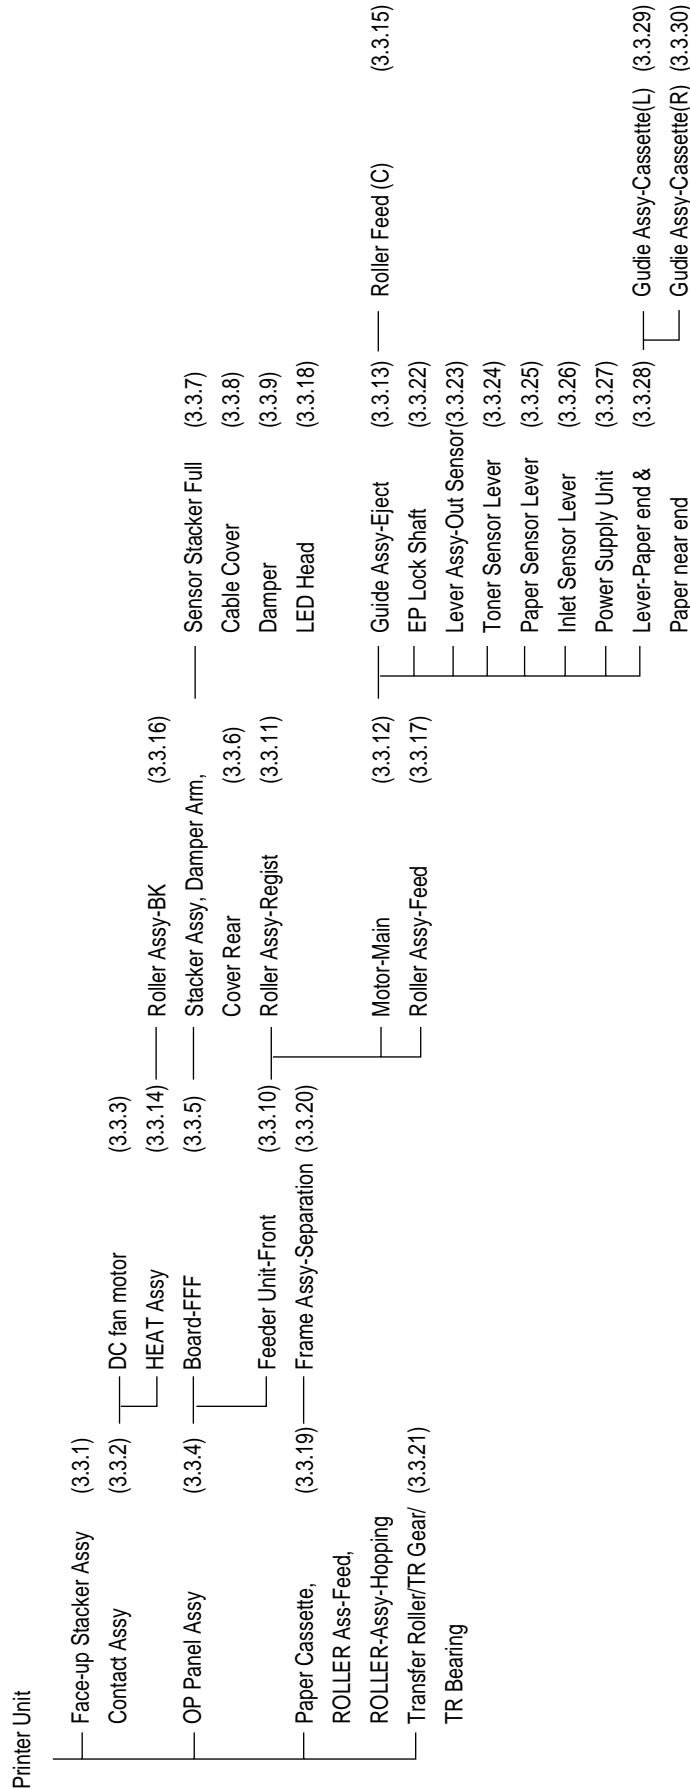 Printer Unit
Face-up Stacker Assy (3.3.1)
Contact Assy (3.3.2)
DC fan motor (3.3.3)
HEAT Assy (3.3.14)
Roller Assy-BK (3.3.16)
OP Panel Assy (3.3.4)
Board-FFF (3.3.5)
Stacker Assy, Damper Arm,
Cover Rear (3.3.6)
Sensor Stacker Full (3.3.7)
Cable Cover (3.3.8)
Damper (3.3.9)
LED Head (3.3.18)
Feeder Unit-Front (3.3.10)
Roller Assy-Regist (3.3.11)
Motor-Main (3.3.12)
Roller Assy-Feed (3.3.17)
Guide Assy-Eject (3.3.13)
Roller Feed (C) (3.3.15)
EP Lock Shaft (3.3.22)
Lever Assy-Out Sensor (3.3.23)
Toner Sensor Lever (3.3.24)
Paper Sensor Lever (3.3.25)
Inlet Sensor Lever (3.3.26)
Power Supply Unit (3.3.27)
Lever-Paper end & (3.3.28)
Paper near end
Gudie Assy-Cassette(L) (3.3.29)
Gudie Assy-Cassette(R) (3.3.30)
Paper Cassette, (3.3.19)
ROLLER Ass-Feed,
ROLLER-Assy-Hopping
Frame Assy-Separation (3.3.20)
Transfer Roller/TR Gear/ (3.3.21)
TR Bearing